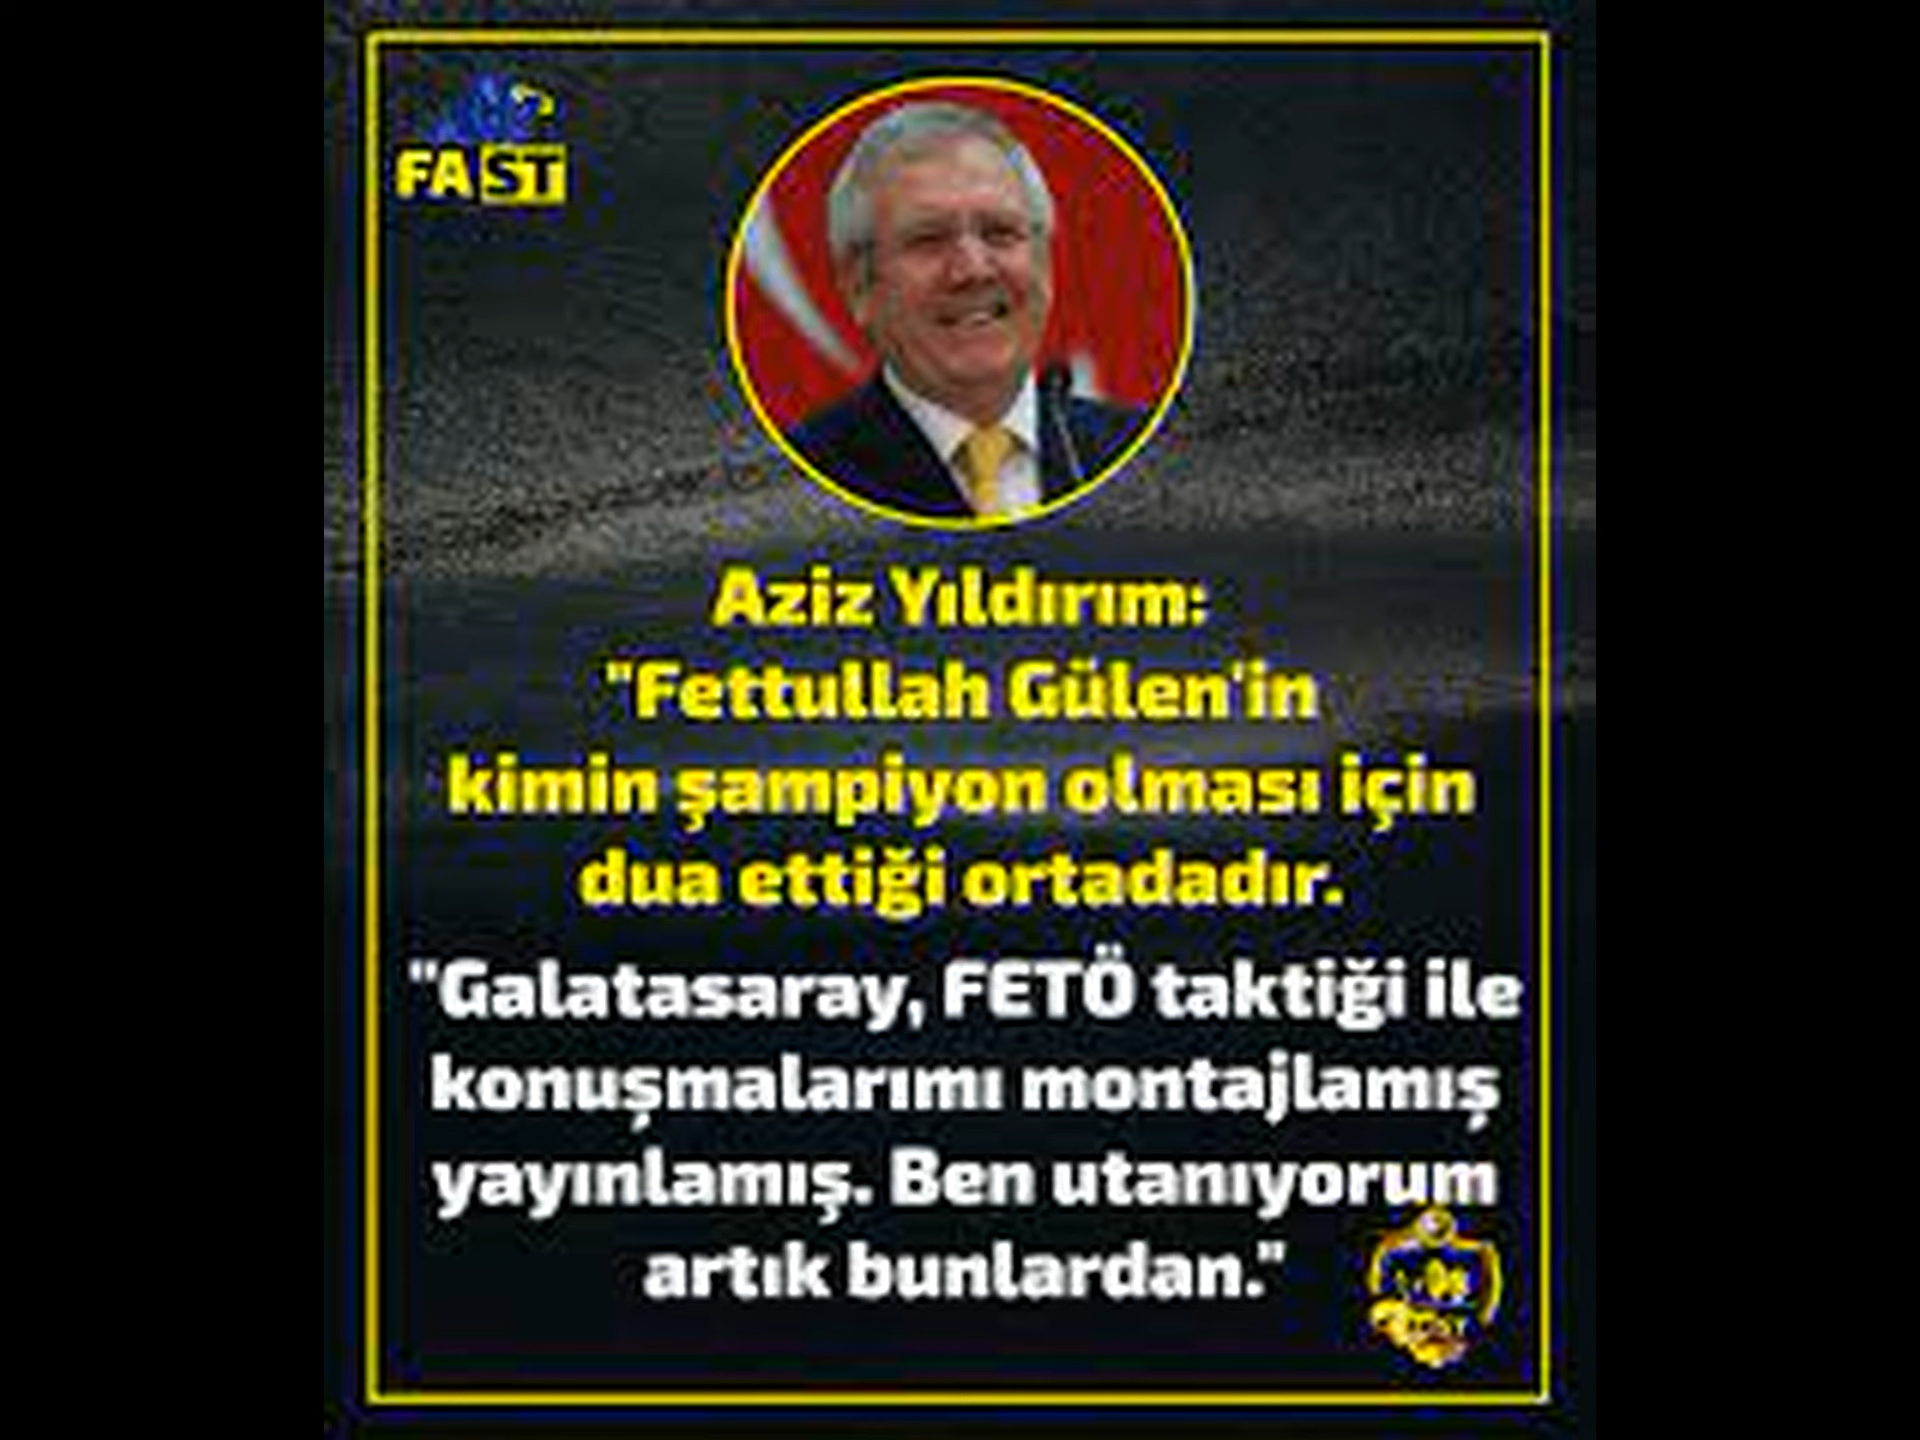 FAST
Aziz Yıldırım:
"Fettullah Gülen'in
kimin şampiyon olması için
dua ettiği ortadadır.
"Galatasaray, FETÖ taktiği ile
konuşmalarımı montajlamış
yayınlamış. Ben utanıyorum
artık bunlardan."